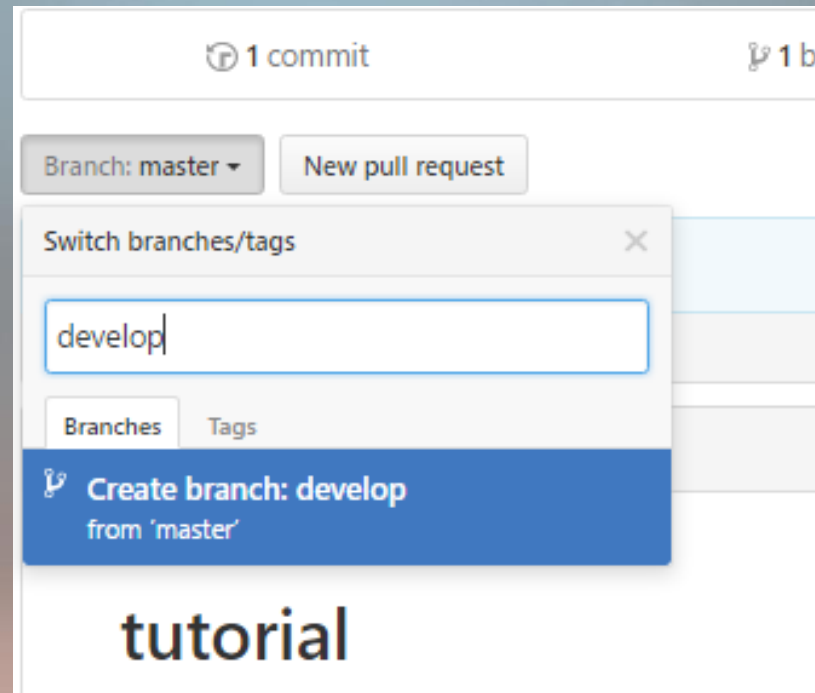 1 commit
1 b
Branch: master
New pull request
Switch branches/tags
develop
Branches
Tags
Create branch: develop
from 'master'
tutorial